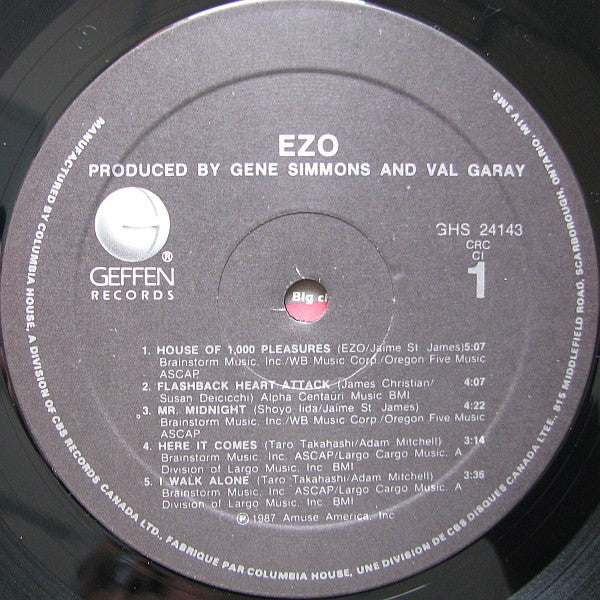 EZO
PRODUCED BY GENE SIMMONS AND VAL GARAY
GEFFEN
®
RECORDS
GHS 24143
CRC
CI
1
Big ci
1. HOUSE OF 1,000 PLEASURES (EZO/Jaime St. James) 5:07
Brainstorm Music. Inc./WB Music Corp./Oregon Five Music
ASCAP
2. FLASHBACK HEART ATTACK (James Christian/ 4:07
Susan Deicicchi) Alpha Centauri Music BMI
3. MR. MIDNIGHT (Shoyo Iida/Jaime St. James) 4:22
Brainstorm Music. Inc./WB Music Corp./Oregon Five Music
ASCAP
4. HERE IT COMES (Taro Takahashi/Adam Mitchell) 3:14
Brainstorm Music. Inc. ASCAP/Largo Cargo Music. A
Division of Largo Music. Inc. BMI
5. I WALK ALONE (Taro Takahashi/Adam Mitchell) 3:36
Brainstorm Music. Inc. ASCAP/Largo Cargo Music. A
Division of Largo Music. Inc. BMI
℗ 1987 Amuse America, Inc
MANUFACTURED BY COLUMBIA HOUSE, A DIVISION OF CBS RECORDS CANADA LTD., FABRIQUE PAR COLUMBIA HOUSE, UNE DIVISION DE CBS DISQUES CANADA LTEE., 815 MIDDLEFIELD ROAD, SCARBOROUGH, ONTARIO, M1V 3M3.